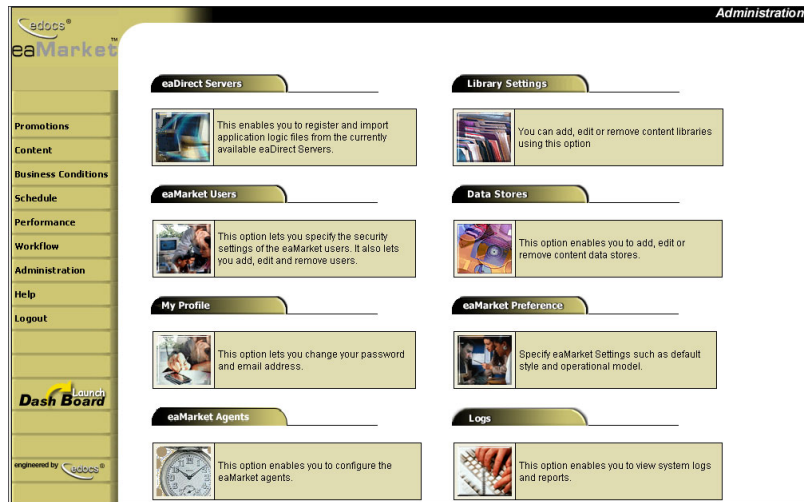 Administration
edocs®
eaMarket™
Promotions
Content
Business Conditions
Schedule
Performance
Workflow
Administration
Help
Logout
Launch
Dash Board
engineered by edocs®
eaDirect Servers
This enables you to register and import
application logic files from the currently
available eaDirect Servers.
Library Settings
You can add, edit or remove content libraries
using this option
eaMarket Users
This option lets you specify the security
settings of the eaMarket users. It also lets
you add, edit and remove users.
Data Stores
This option enables you to add, edit or
remove content data stores.
My Profile
This option lets you change your password
and email address.
eaMarket Preference
Specify eaMarket Settings such as default
style and operational model.
eaMarket Agents
This option enables you to configure the
eaMarket agents.
Logs
This option enables you to view system logs
and reports.